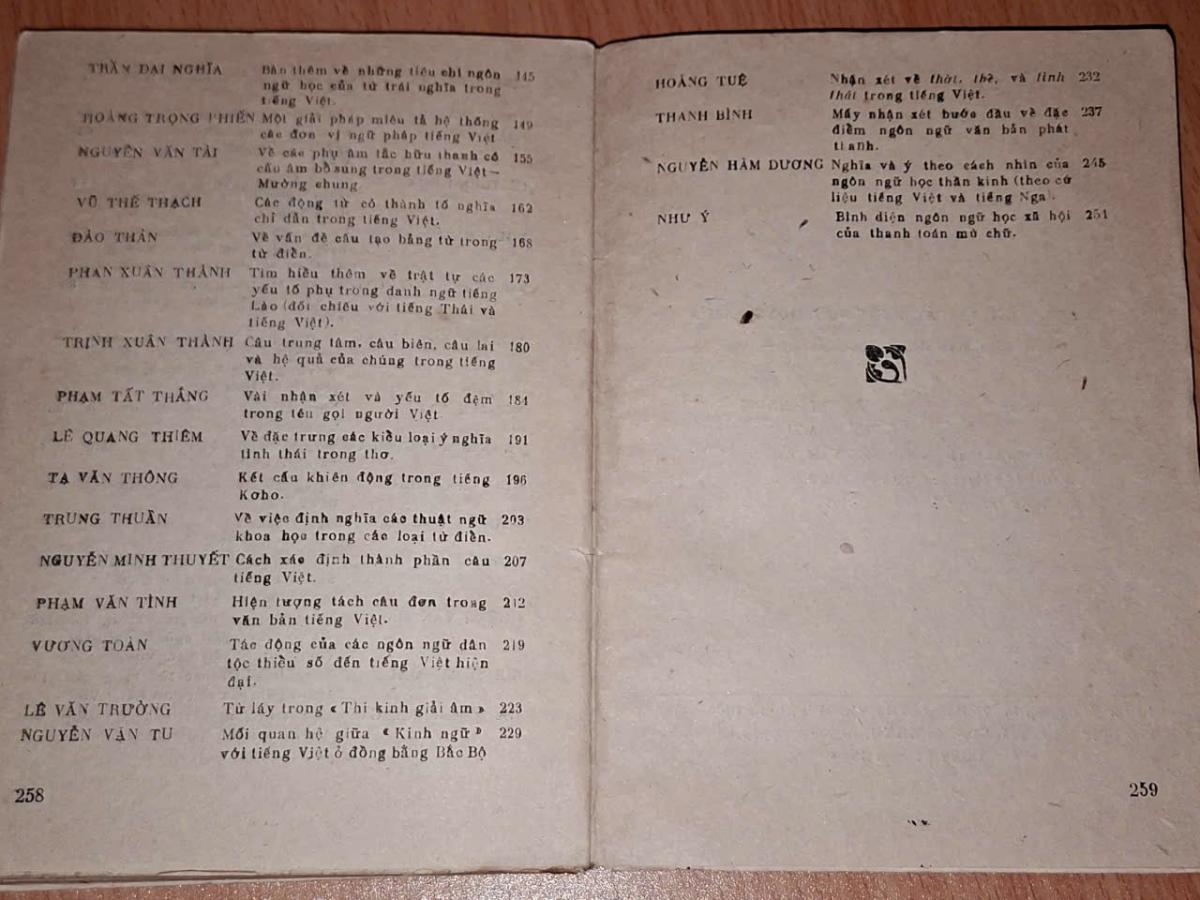 TRẦN ĐẠI NGHĨA Bàn thêm về những tiêu chí ngôn 145
ngữ học của từ trái nghĩa trong
tiếng Việt.
HOÀNG TRỌNG PHIẾN Một giải pháp miêu tả hệ thống 149
các đơn vị ngữ pháp tiếng Việt
NGUYỄN VĂN TÀI Về các phụ âm tắc hữu thanh có 155
cấu âm bổ sung trong tiếng Việt—
Mường chung.
VŨ THẾ THẠCH Các động từ có thành tố nghĩa 162
chỉ dẫn trong tiếng Việt.
ĐÀO THẢN Về vấn đề cấu tạo bảng từ trong 168
từ điển.
PHAN XUÂN THÀNH Tìm hiểu thêm về trật tự các 173
yếu tố phụ trong danh ngữ tiếng
Lào (đối chiếu với tiếng Thái và
tiếng Việt).
TRỊNH XUÂN THÀNH Câu trung tâm, câu biên, câu lai 180
và hệ quả của chúng trong tiếng
Việt.
PHẠM TẤT THẮNG Vài nhận xét và yếu tố đệm 184
trong tên gọi người Việt
LÊ QUANG THIÊM Về đặc trưng các kiểu loại ý nghĩa 191
tình thái trong thơ.
TẠ VĂN THÔNG Kết cấu khiên động trong tiếng 196
Kơho.
TRUNG THUẦN Về việc định nghĩa các thuật ngữ 203
khoa học trong các loại từ điển.
NGUYỄN MINH THUYẾT Cách xác định thành phần câu 207
tiếng Việt.
PHẠM VĂN TÌNH Hiện tượng tách câu đơn trong 212
văn bản tiếng Việt.
VƯƠNG TOÀN Tác động của các ngôn ngữ dân 219
tộc thiểu số đến tiếng Việt hiện
đại.
LÊ VĂN TRƯỜNG Từ láy trong « Thi kinh giải âm » 223
NGUYỄN VĂN TU Mối quan hệ giữa « Kinh ngữ » 229
với tiếng Việt ở đồng bằng Bắc Bộ
258
HOÀNG TUỆ Nhận xét về thời, thể, và tình 232
thái trong tiếng Việt.
THANH BÌNH Mấy nhận xét bước đầu về đặc 237
điểm ngôn ngữ văn bản phát
thanh.
NGUYỄN HÀM DƯƠNG Nghĩa và ý theo cách nhìn của 245
ngôn ngữ học thần kinh (theo cứ
liệu tiếng Việt và tiếng Nga).
NHƯ Ý Bình diện ngôn ngữ học xã hội 251
của thanh toán mù chữ.
259